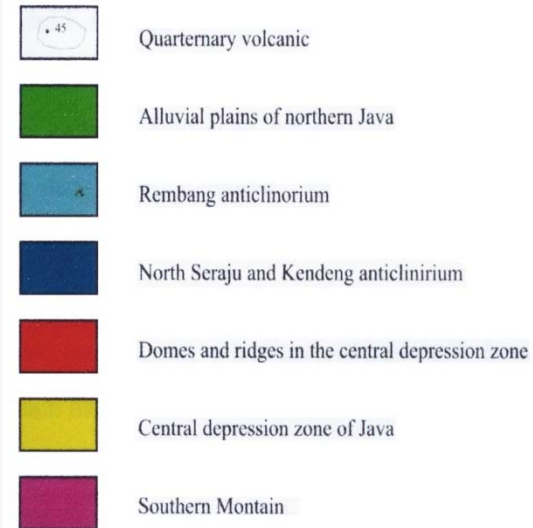 • 45
Quarternary volcanic
Alluvial plains of northern Java
Rembang anticlinorium
North Seraju and Kendeng anticlinirium
Domes and ridges in the central depression zone
Central depression zone of Java
Southern Montain